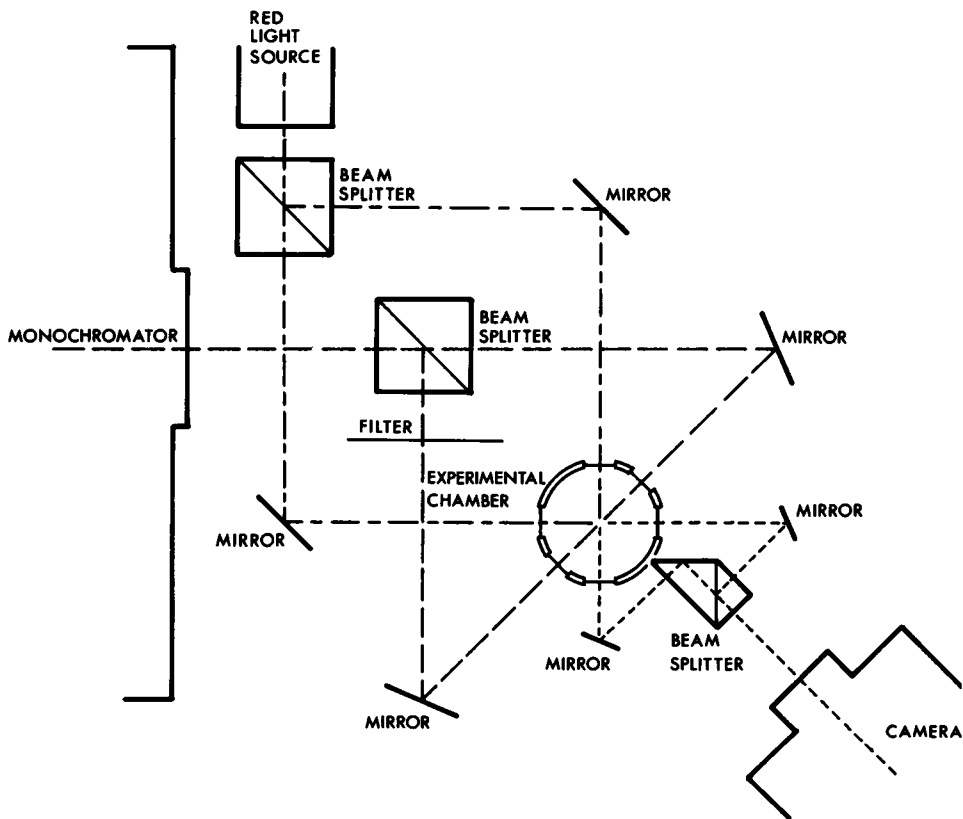 RED
LIGHT
SOURCE
BEAM
SPLITTER
MIRROR
MONOCHROMATOR
BEAM
SPLITTER
MIRROR
FILTER
EXPERIMENTAL
CHAMBER
MIRROR
MIRROR
MIRROR
BEAM
SPLITTER
MIRROR
CAMERA